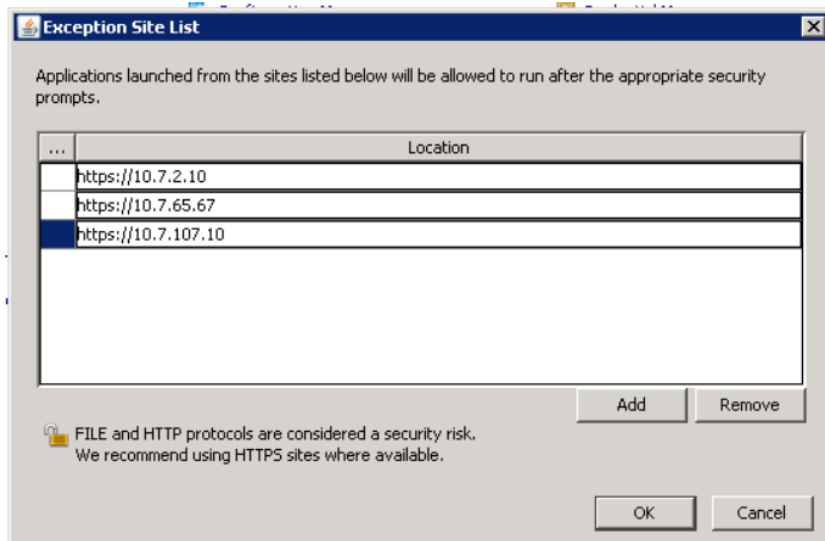 Exception Site List
Applications launched from the sites listed below will be allowed to run after the appropriate security
prompts.
... Location
https://10.7.2.10
https://10.7.65.67
https://10.7.107.10
Add Remove
FILE and HTTP protocols are considered a security risk.
We recommend using HTTPS sites where available.
OK Cancel